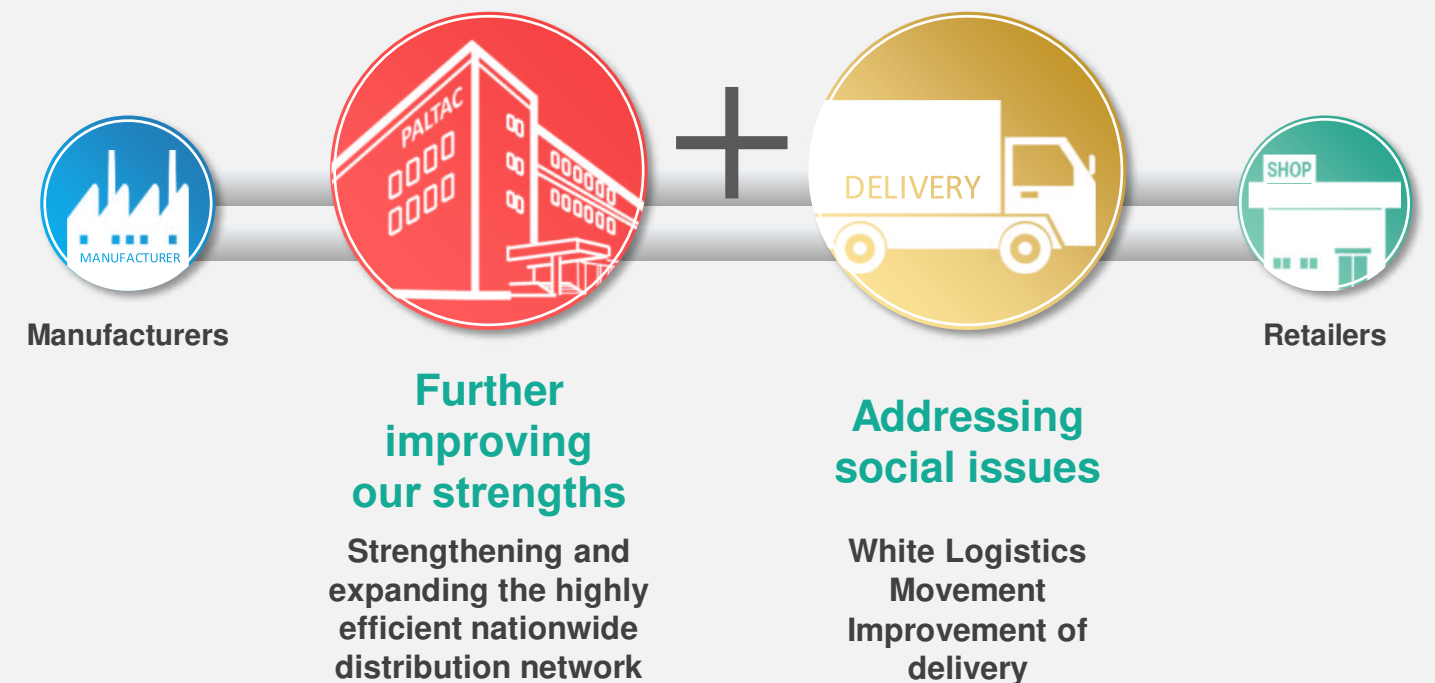 PALTAC
DELIVERY
SHOP
MANUFACTURER
Manufacturers
Retailers
Further
improving
our strengths
Strengthening and
expanding the highly
efficient nationwide
distribution network
Addressing
social issues
White Logistics
Movement
Improvement of
delivery